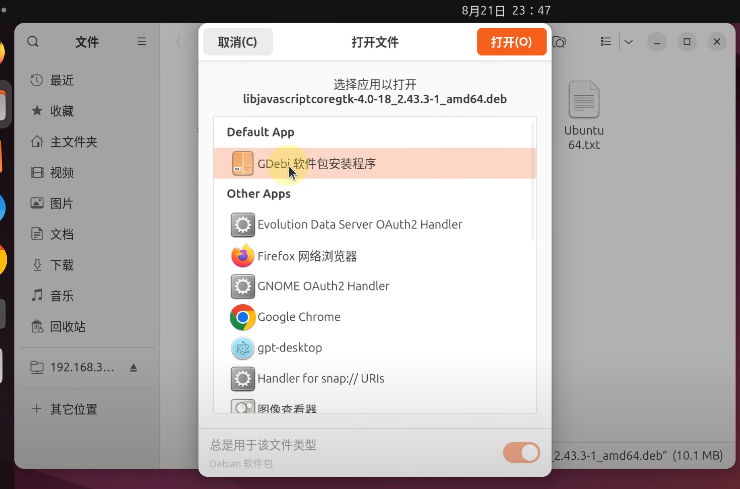 8月21日 23：47
文件
最近
收藏
主文件夹
视频
图片
文档
下载
音乐
回收站
192.168.3...
其它位置
取消(C)
打开文件
打开(O)
选择应用以打开
libjavascriptcoregtk-4.0-18_2.43.3-1_amd64.deb
Default App
GDebi 软件包安装程序
Other Apps
Evolution Data Server OAuth2 Handler
Firefox 网络浏览器
GNOME OAuth2 Handler
Google Chrome
gpt-desktop
Handler for snap:// URIs
图像查看器
总是用于该文件类型
Debian 软件包
Ubuntu
64.txt
_2.43.3-1_amd64.deb” (10.1 MB)